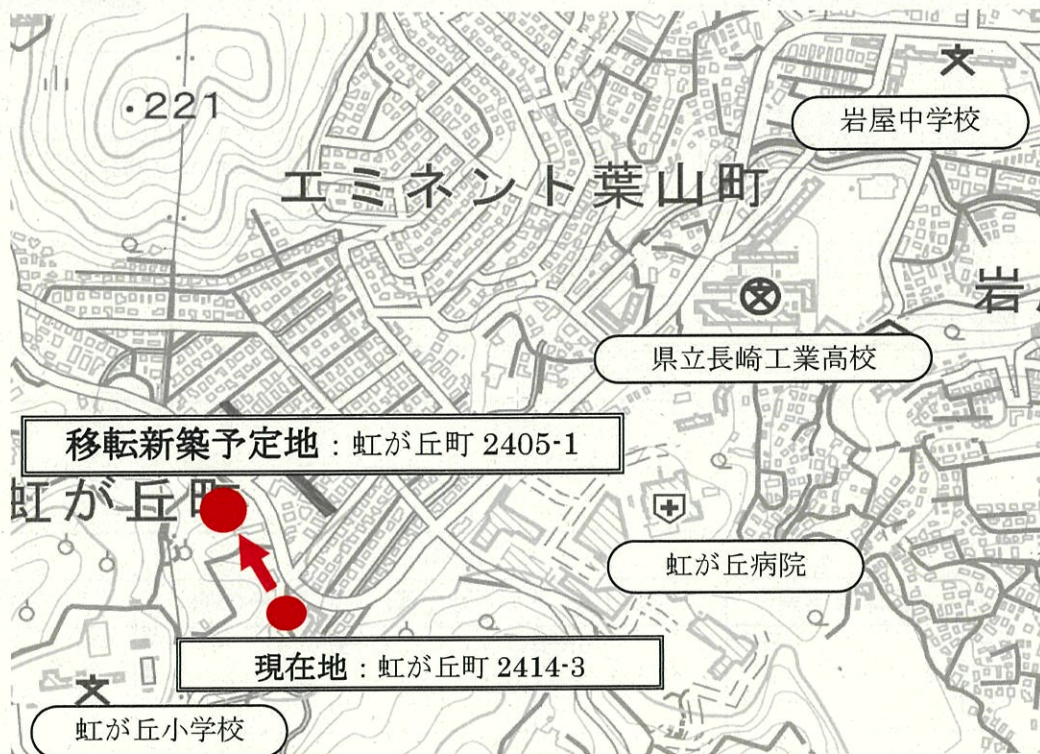 221
岩屋中学校
エミネント葉山町
岩
県立長崎工業高校
移転新築予定地：虹が丘町 2405-1
虹が丘町
虹が丘病院
現在地：虹が丘町 2414-3
虹が丘小学校